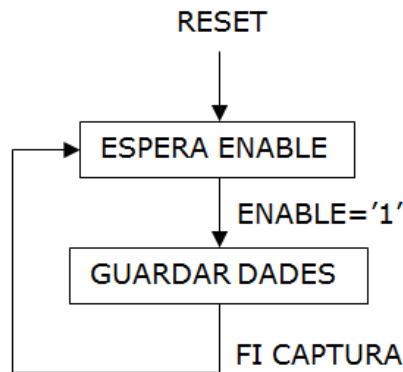 RESET
ESPERA ENABLE
ENABLE=’1’
GUARDAR DADES
FI CAPTURA